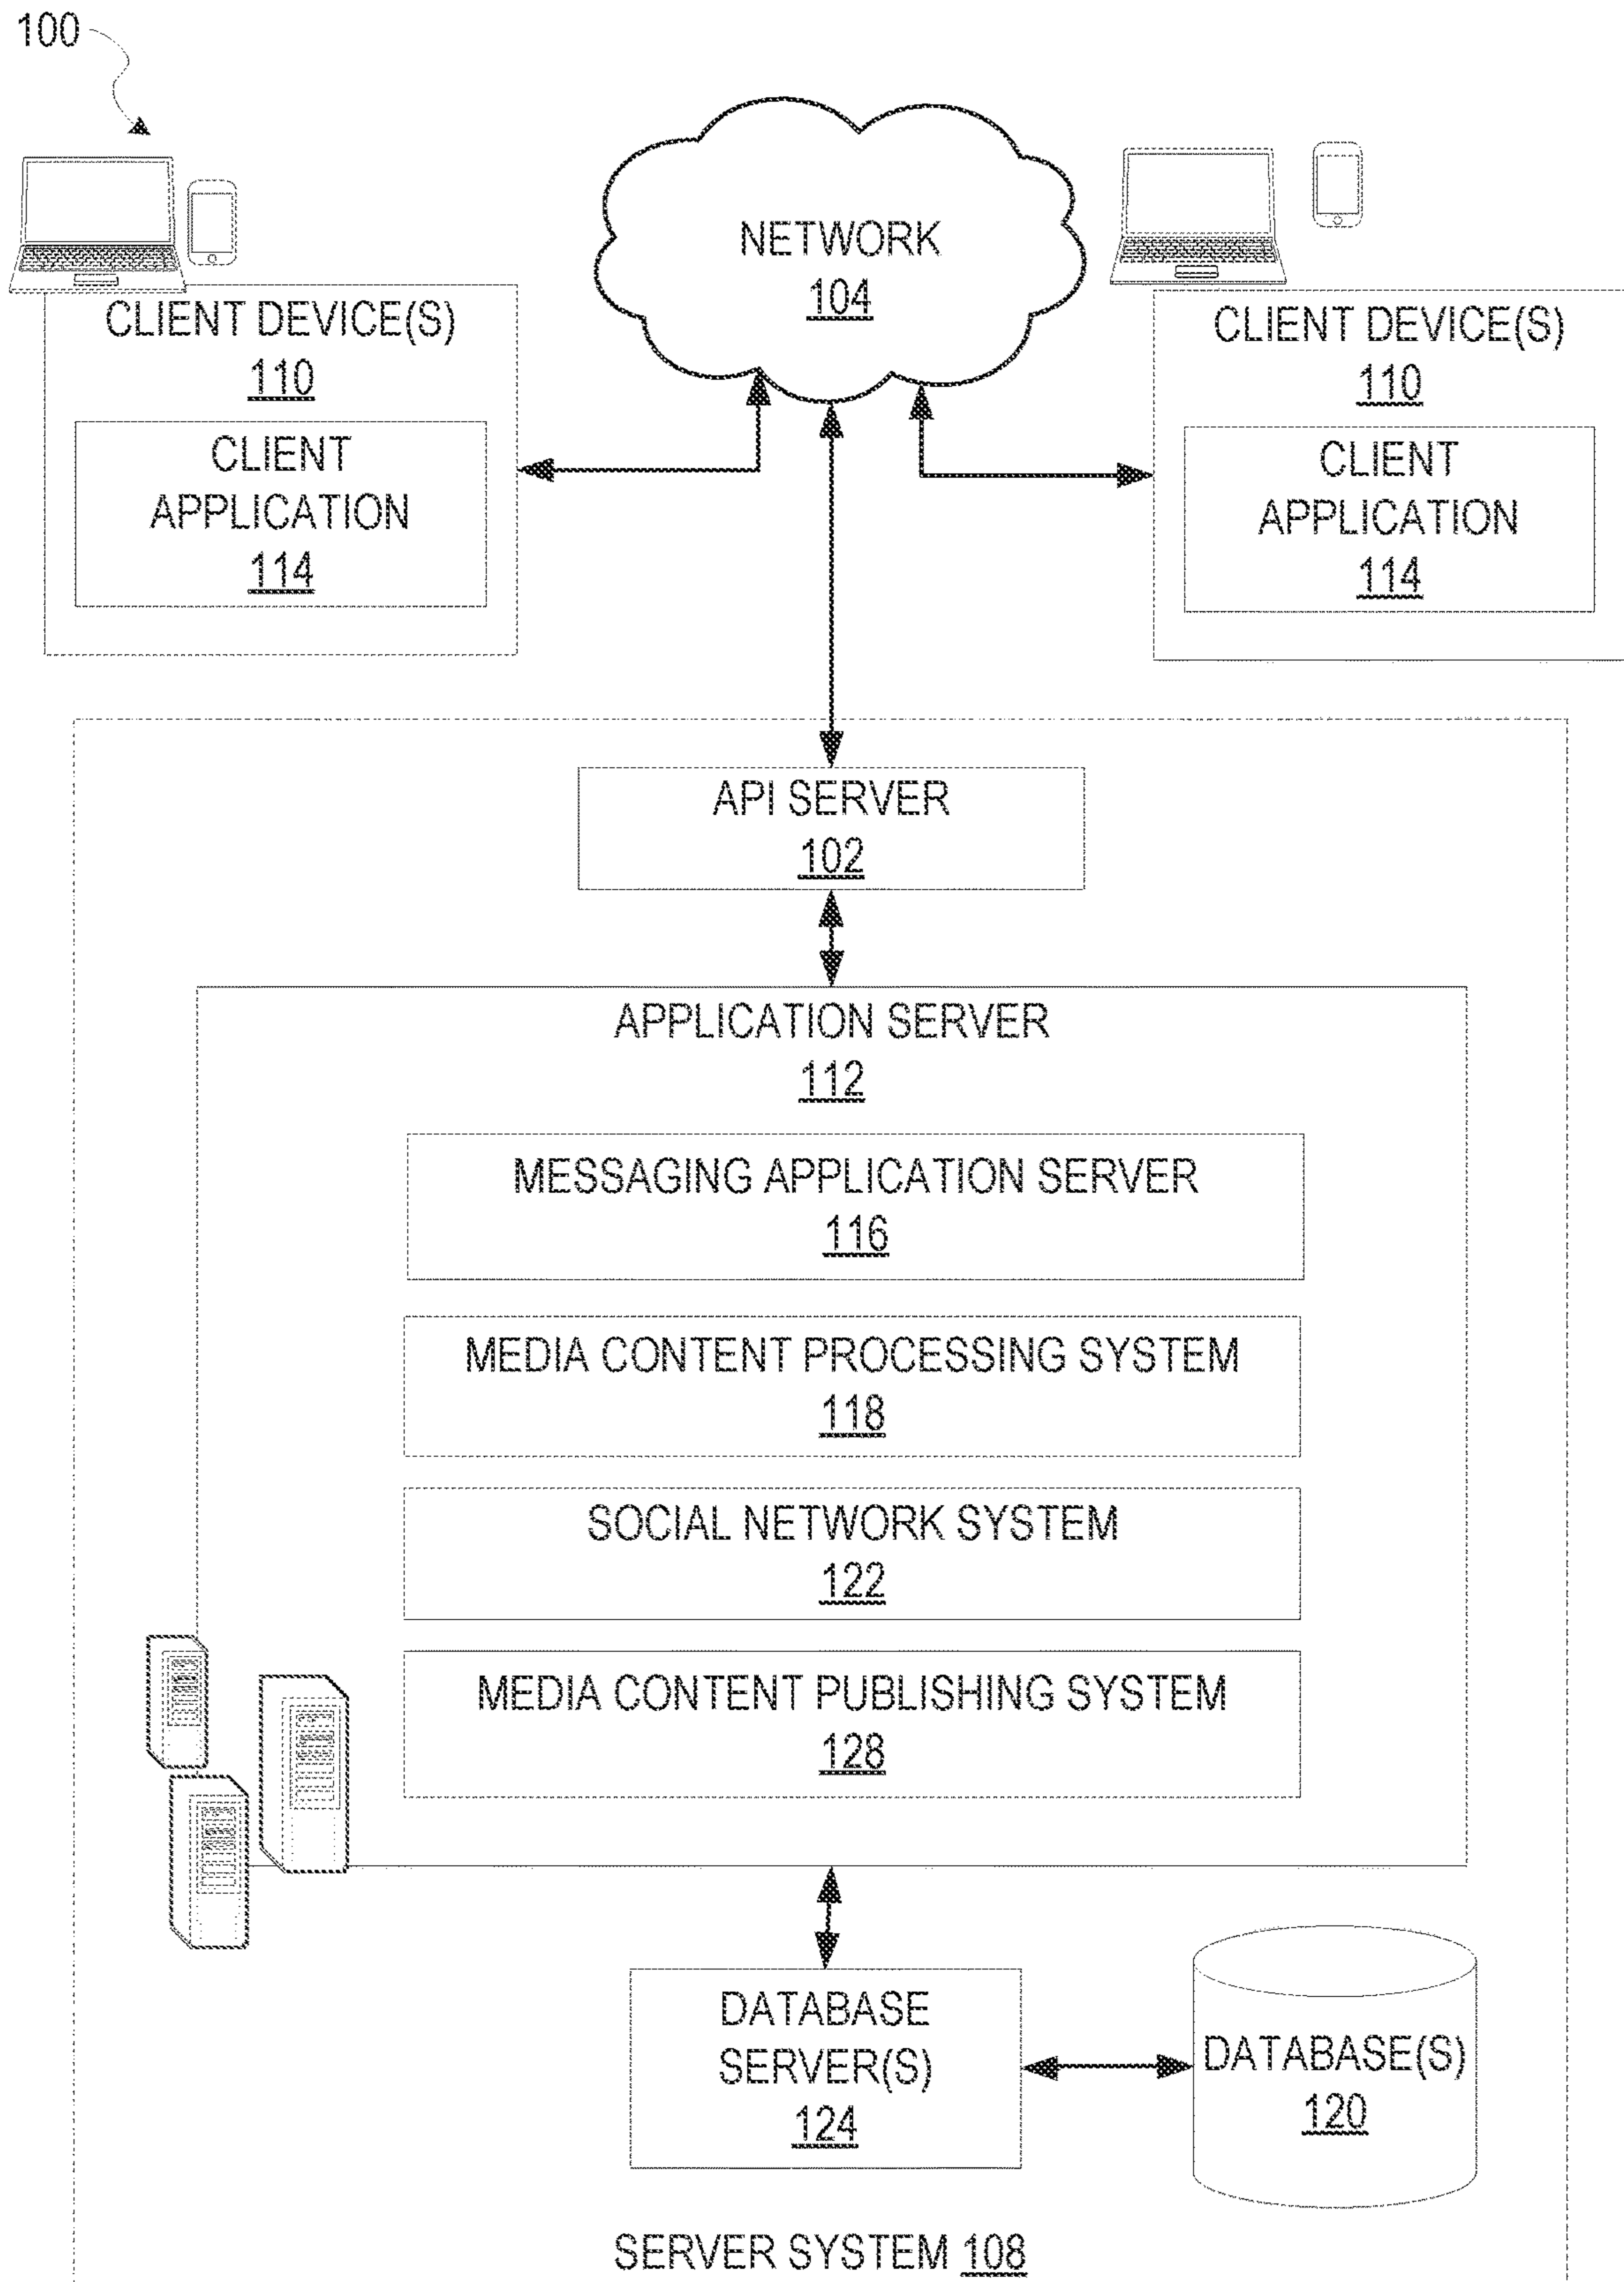 100
NETWORK
104
CLIENT DEVICE(S)
110
CLIENT
APPLICATION
114
CLIENT DEVICE(S)
110
CLIENT
APPLICATION
114
API SERVER
102
APPLICATION SERVER
112
MESSAGING APPLICATION SERVER
116
MEDIA CONTENT PROCESSING SYSTEM
118
SOCIAL NETWORK SYSTEM
122
MEDIA CONTENT PUBLISHING SYSTEM
128
DATABASE
SERVER(S)
124
DATABASE(S)
120
SERVER SYSTEM 108